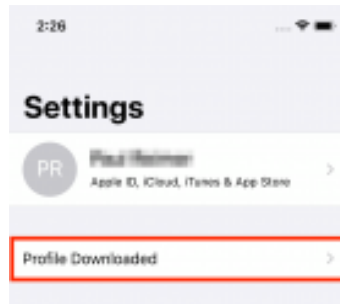 2:26
Settings
PR
Apple ID, iCloud, iTunes & App Store
Profile Downloaded